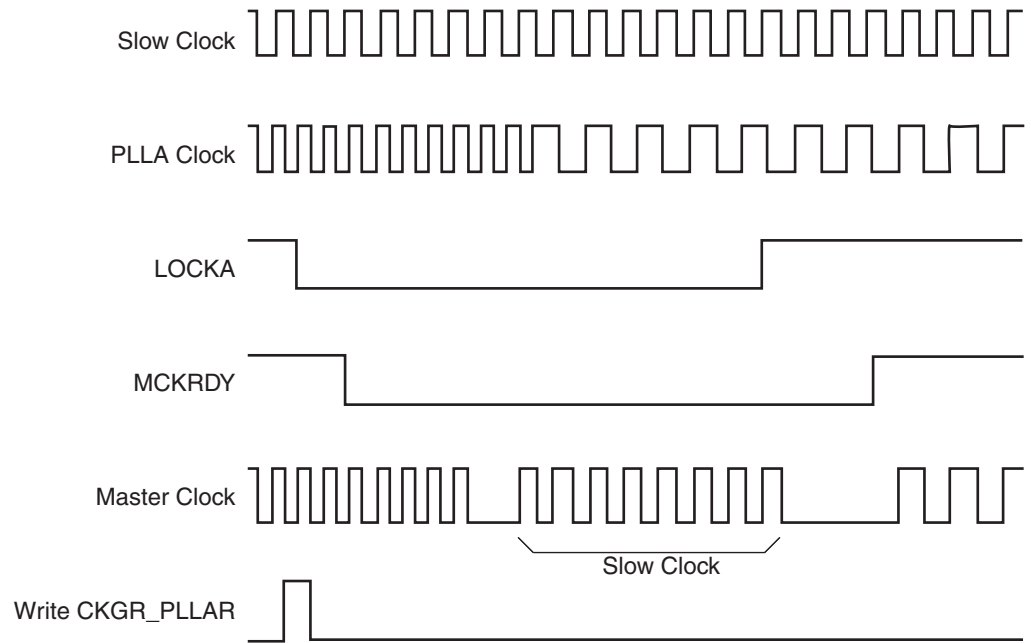 Slow Clock
PLLA Clock
LOCKA
MCKRDY
Master Clock
Slow Clock
Write CKGR_PLLAR